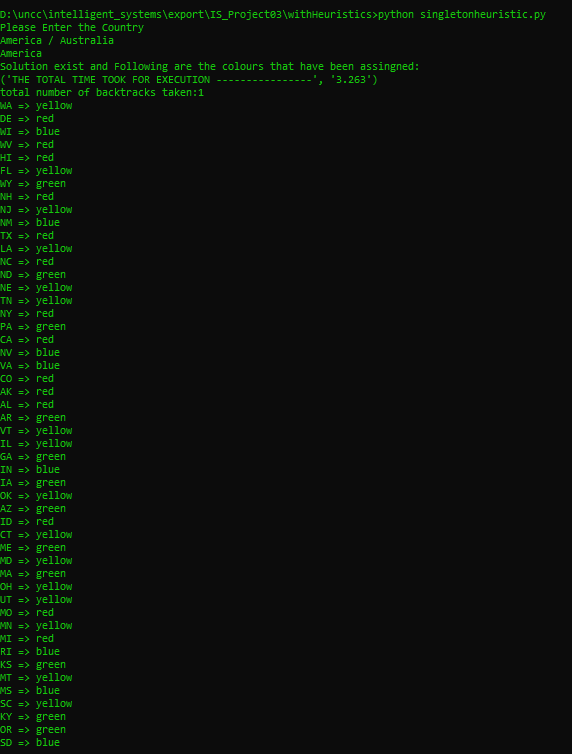 D:\uncc\intelligent_systems\export\IS_Project03\withHeuristics>python singletonheuristic.py
Please Enter the Country
America / Australia
America
Solution exist and Following are the colours that have been assingned:
('THE TOTAL TIME TOOK FOR EXECUTION ----------------', '3.263')
total number of backtracks taken:1
WA => yellow
DE => red
WI => blue
WV => red
HI => red
FL => yellow
WY => green
NH => red
NJ => yellow
NM => blue
TX => red
LA => yellow
NC => red
ND => green
NE => yellow
TN => yellow
NY => red
PA => green
CA => red
NV => blue
VA => blue
CO => red
AK => red
AL => red
AR => green
VT => yellow
IL => yellow
GA => green
IN => blue
IA => green
OK => yellow
AZ => green
ID => red
CT => yellow
ME => green
MD => yellow
MA => green
OH => yellow
UT => yellow
MO => red
MN => yellow
MI => red
RI => blue
KS => green
MT => yellow
MS => blue
SC => yellow
KY => green
OR => green
SD => blue